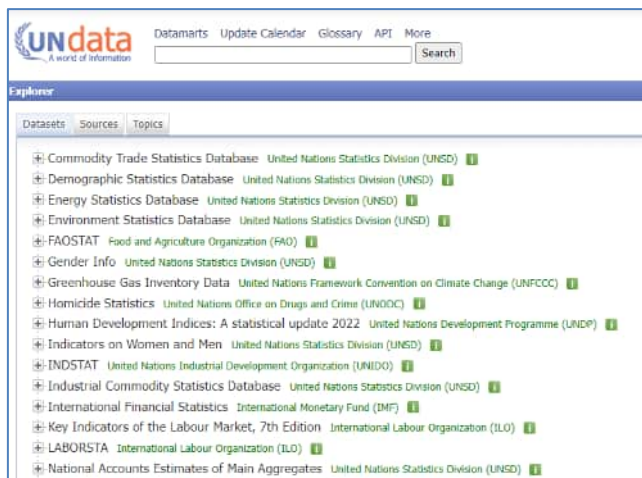 UNdata
A world of information
Datamarts Update Calendar Glossary API More
Search
Explorer
Datasets Sources Topics
Commodity Trade Statistics Database United Nations Statistics Division (UNSD)
Demographic Statistics Database United Nations Statistics Division (UNSD)
Energy Statistics Database United Nations Statistics Division (UNSD)
Environment Statistics Database United Nations Statistics Division (UNSD)
FAOSTAT Food and Agriculture Organization (FAO)
Gender Info United Nations Statistics Division (UNSD)
Greenhouse Gas Inventory Data United Nations Framework Convention on Climate Change (UNFCCC)
Homicide Statistics United Nations Office on Drugs and Crime (UNODC)
Human Development Indices: A statistical update 2022 United Nations Development Programme (UNDP)
Indicators on Women and Men United Nations Statistics Division (UNSD)
INDSTAT United Nations Industrial Development Organization (UNIDO)
Industrial Commodity Statistics Database United Nations Statistics Division (UNSD)
International Financial Statistics International Monetary Fund (IMF)
Key Indicators of the Labour Market, 7th Edition International Labour Organization (ILO)
LABORSTA International Labour Organization (ILO)
National Accounts Estimates of Main Aggregates United Nations Statistics Division (UNSD)